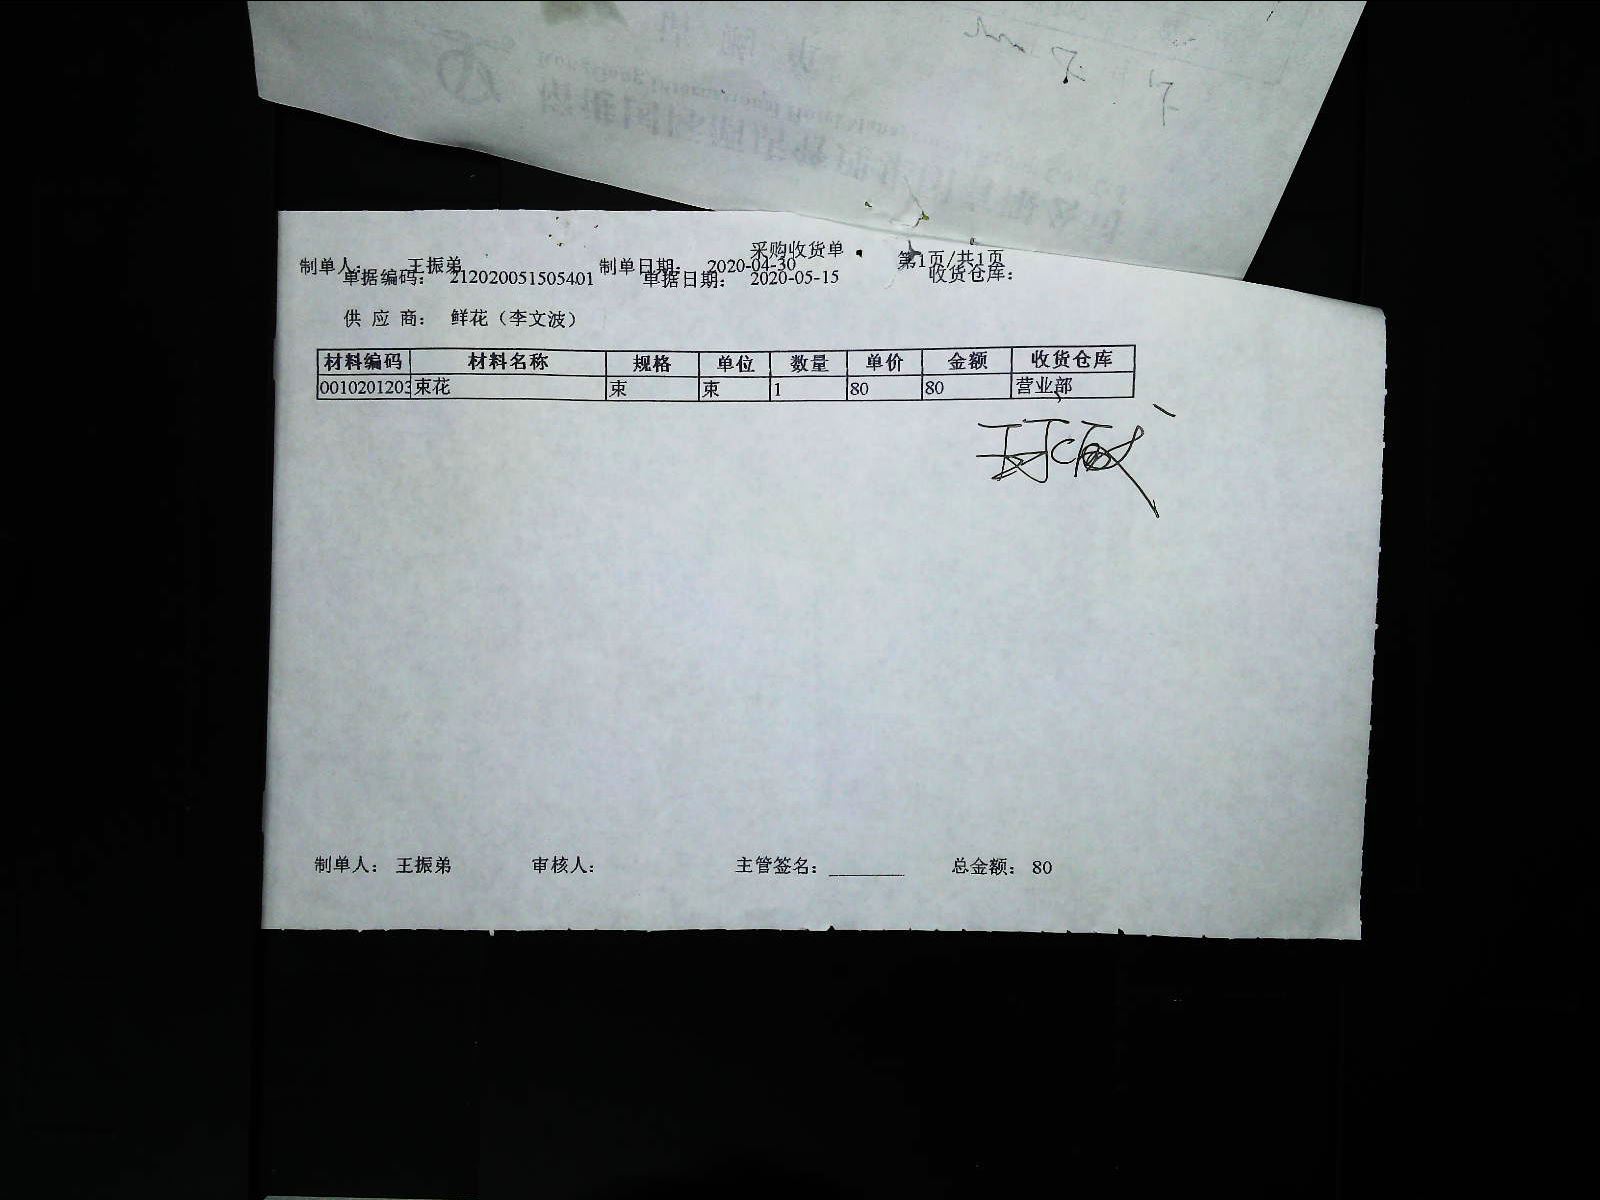 采购收货单
制单人： 王振弟 制单日期： 2020-04-30 第1页/共1页
单据编码： 212020051505401 单据日期： 2020-05-15 收货仓库：
供 应 商： 鲜花（李文波）
材料编码 材料名称 规格 单位 数量 单价 金额 收货仓库
0010201203 束花 束 束 1 80 80 营业部
制单人： 王振弟 审核人： 主管签名： 总金额： 80